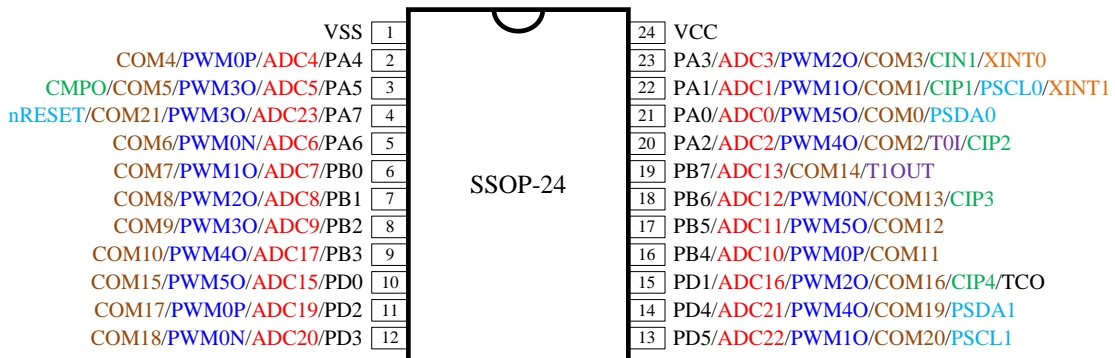 VSS 1 24 VCC
COM4/PWM0P/ADC4/PA4 2 23 PA3/ADC3/PWM2O/COM3/CIN1/XINT0
CMPO/COM5/PWM3O/ADC5/PA5 3 22 PA1/ADC1/PWM1O/COM1/CIP1/PSCL0/XINT1
nRESET/COM21/PWM3O/ADC23/PA7 4 21 PA0/ADC0/PWM5O/COM0/PSDA0
COM6/PWM0N/ADC6/PA6 5 20 PA2/ADC2/PWM4O/COM2/T0I/CIP2
COM7/PWM1O/ADC7/PB0 6 19 PB7/ADC13/COM14/T1OUT
SSOP-24
COM8/PWM2O/ADC8/PB1 7 18 PB6/ADC12/PWM0N/COM13/CIP3
COM9/PWM3O/ADC9/PB2 8 17 PB5/ADC11/PWM5O/COM12
COM10/PWM4O/ADC17/PB3 9 16 PB4/ADC10/PWM0P/COM11
COM15/PWM5O/ADC15/PD0 10 15 PD1/ADC16/PWM2O/COM16/CIP4/TCO
COM17/PWM0P/ADC19/PD2 11 14 PD4/ADC21/PWM4O/COM19/PSDA1
COM18/PWM0N/ADC20/PD3 12 13 PD5/ADC22/PWM1O/COM20/PSCL1